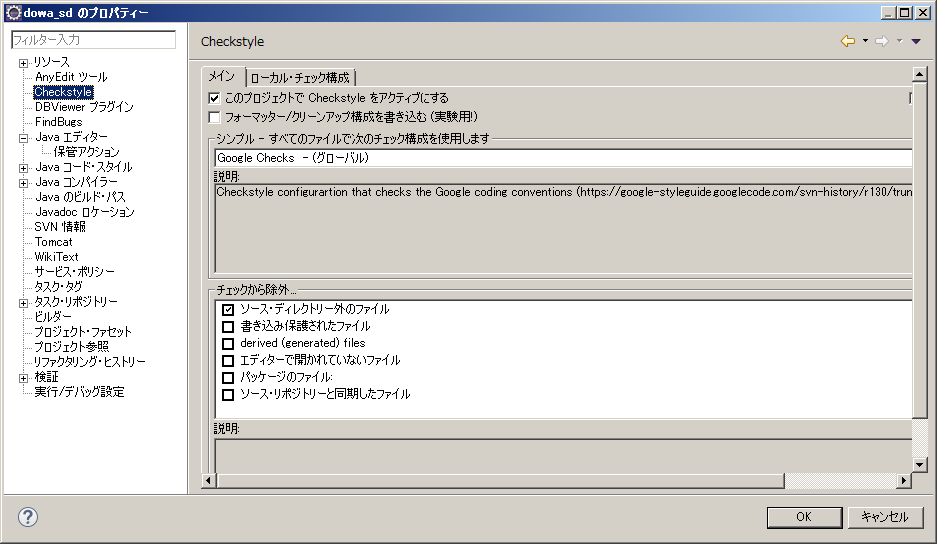 dowa_sd のプロパティー
フィルター入力
リソース
AnyEdit ツール
Checkstyle
DBViewer プラグイン
FindBugs
Java エディター
保管アクション
Java コード・スタイル
Java コンパイラー
Java のビルド・パス
Javadoc ロケーション
SVN 情報
Tomcat
WikiText
サービス・ポリシー
タスク・タグ
タスク・リポジトリー
ビルダー
プロジェクト・ファセット
プロジェクト参照
リファクタリング・ヒストリー
検証
実行/デバッグ設定
Checkstyle
メイン
ローカル・チェック構成
このプロジェクトで Checkstyle をアクティブにする
フォーマッター/クリーンアップ構成を書き込む (実験用!)
シンプル - すべてのファイルで次のチェック構成を使用します
Google Checks - (グローバル)
説明:
Checkstyle configurartion that checks the Google coding conventions (https://google-styleguide.googlecode.com/svn-history/r130/trun
チェックから除外...
ソース・ディレクトリー外のファイル
書き込み保護されたファイル
derived (generated) files
エディターで開かれていないファイル
パッケージのファイル:
ソース・リポジトリーと同期したファイル
説明:
OK
キャンセル